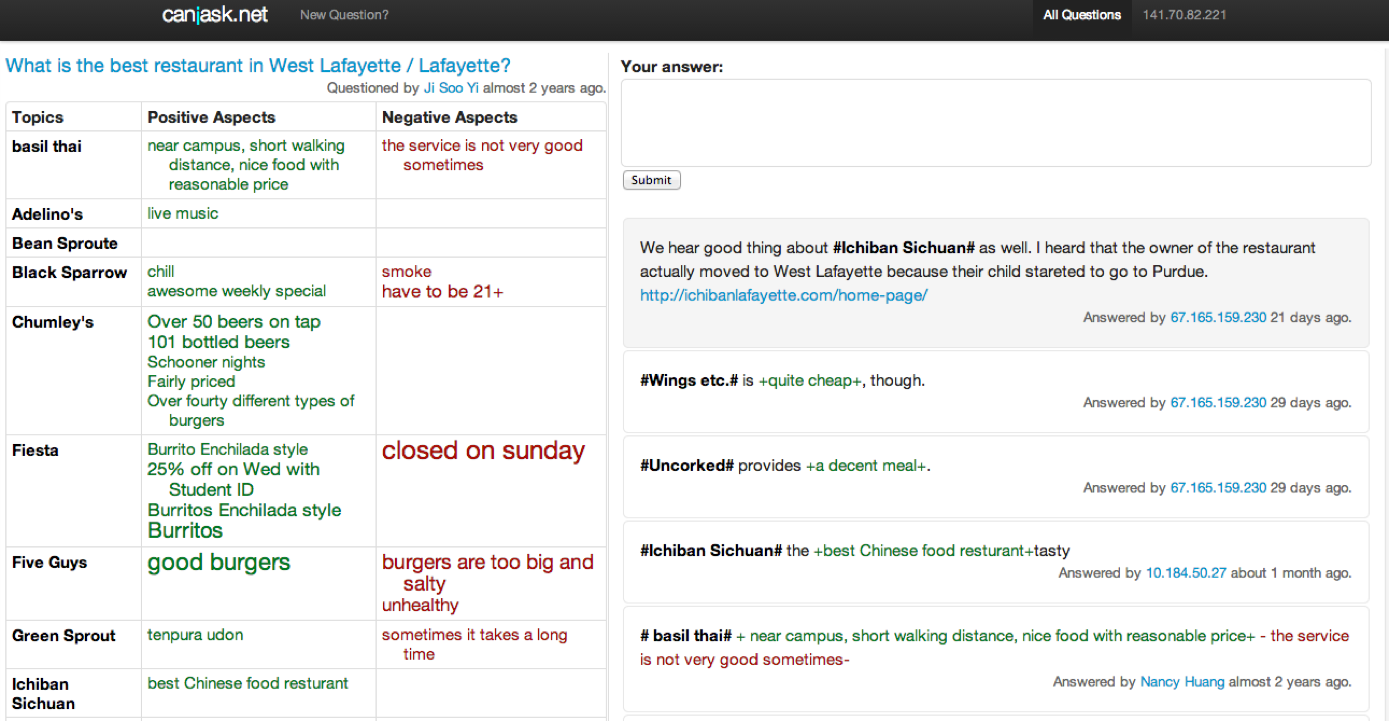 canjask.net New Question? All Questions 141.70.82.221
What is the best restaurant in West Lafayette / Lafayette?
Questioned by Ji Soo Yi almost 2 years ago.
Topics Positive Aspects Negative Aspects
basil thai
near campus, short walking
distance, nice food with
reasonable price
the service is not very good
sometimes
Adelino's
live music
Bean Sproute
Black Sparrow
chill
awesome weekly special
smoke
have to be 21+
Chumley's
Over 50 beers on tap
101 bottled beers
Schooner nights
Fairly priced
Over fourty different types of
burgers
Fiesta
Burrito Enchilada style
25% off on Wed with
Student ID
Burritos Enchilada style
Burritos
closed on sunday
Five Guys
good burgers
burgers are too big and
salty
unhealthy
Green Sprout
tenpura udon
sometimes it takes a long
time
Ichiban
Sichuan
best Chinese food resturant
Your answer:
Submit
We hear good thing about #Ichiban Sichuan# as well. I heard that the owner of the restaurant
actually moved to West Lafayette because their child stareted to go to Purdue.
http://ichibanlafayette.com/home-page/
Answered by 67.165.159.230 21 days ago.
#Wings etc.# is +quite cheap+, though.
Answered by 67.165.159.230 29 days ago.
#Uncorked# provides +a decent meal+.
Answered by 67.165.159.230 29 days ago.
#Ichiban Sichuan# the +best Chinese food resturant+tasty
Answered by 10.184.50.27 about 1 month ago.
# basil thai# + near campus, short walking distance, nice food with reasonable price+ - the service
is not very good sometimes-
Answered by Nancy Huang almost 2 years ago.